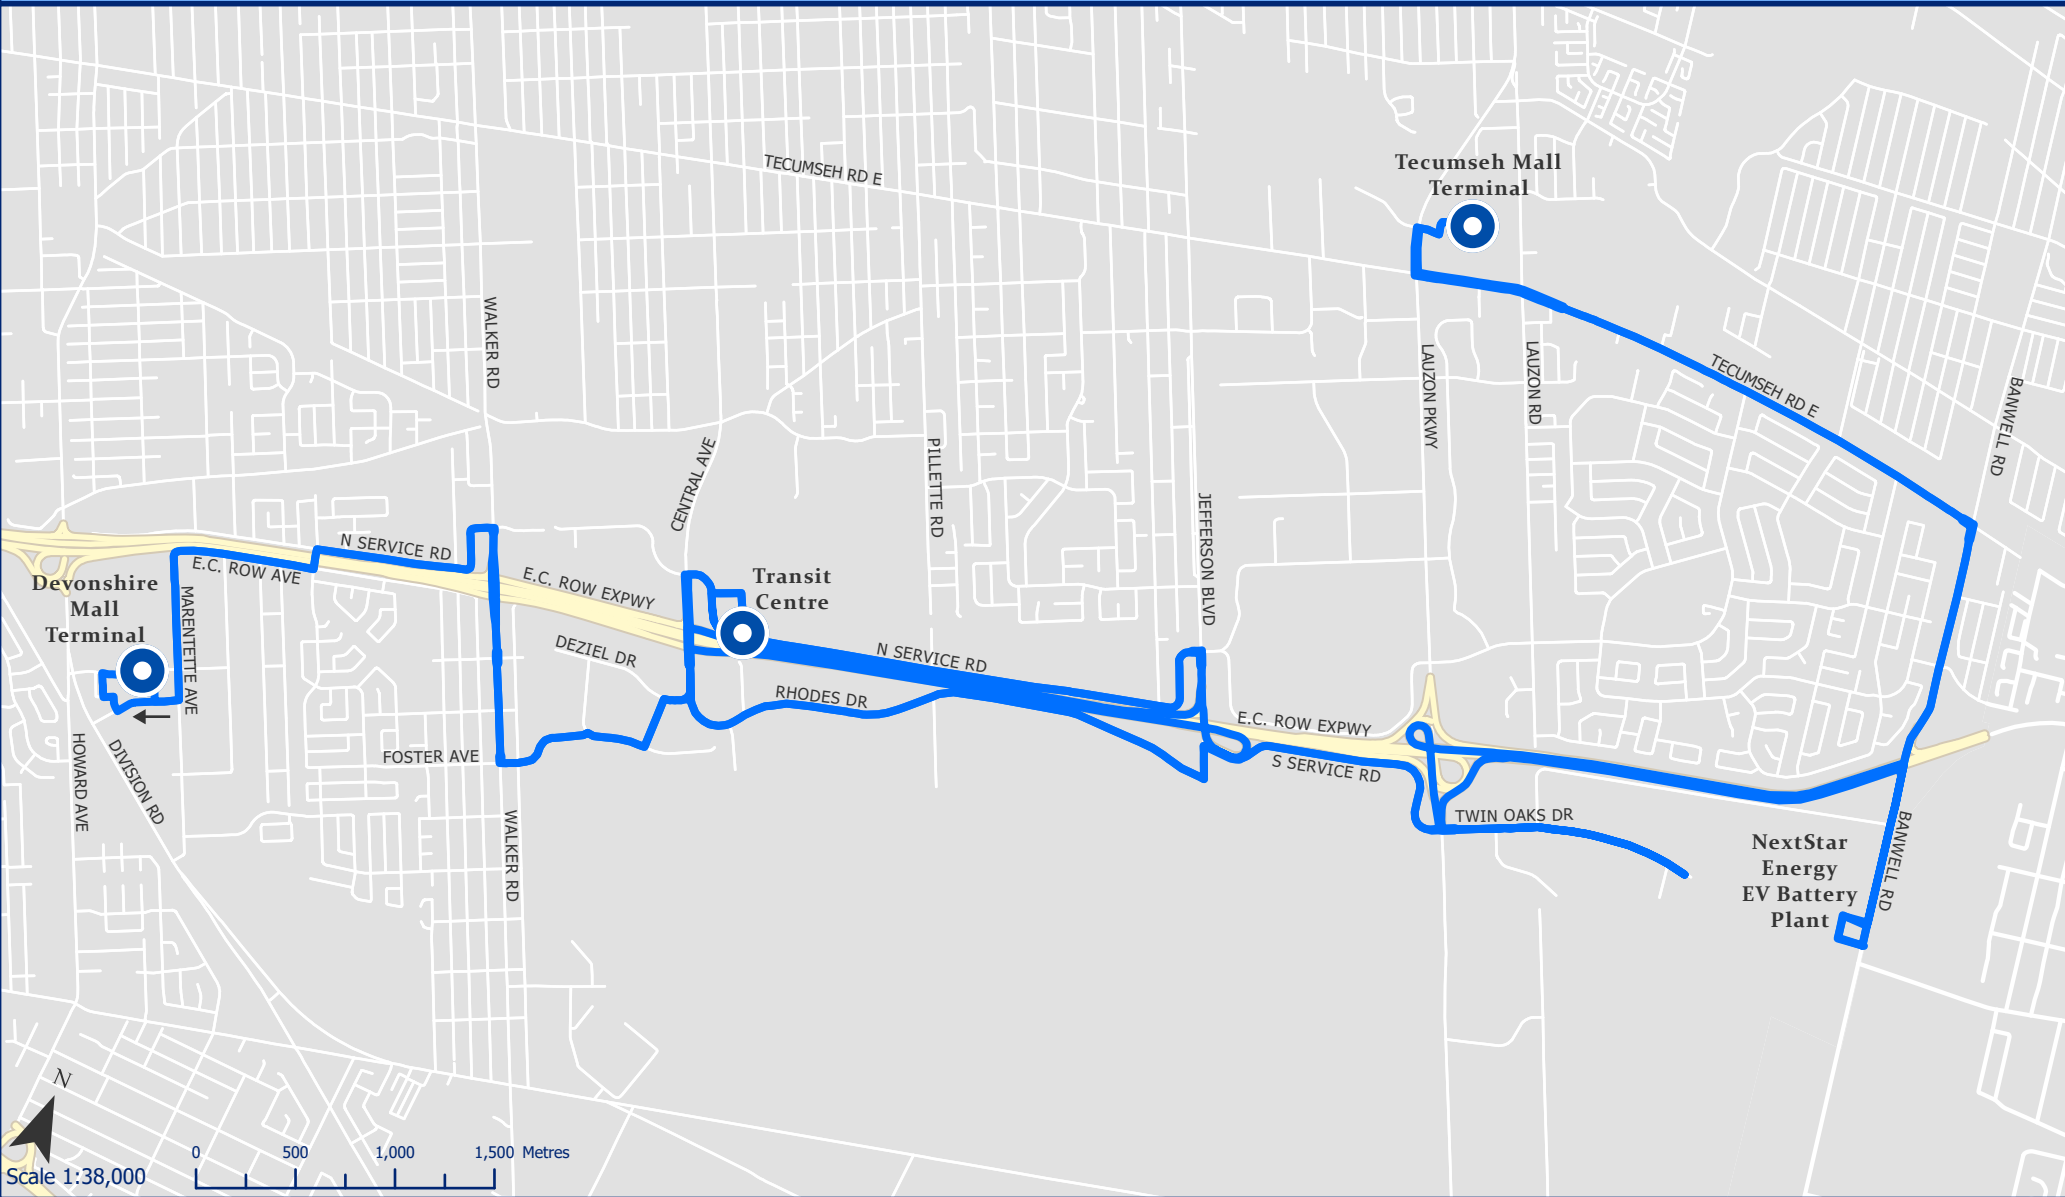 TECUMSEH RD E
Tecumseh Mall
Terminal
WALKER RD
LAUZON PKWY
LAUZON RD
TECUMSEH RD E
BANWELL RD
CENTRAL AVE
PILLETTE RD
JEFFERSON BLVD
N SERVICE RD
E.C. ROW AVE
E.C. ROW EXPWY
Transit
Centre
Devonshire
Mall
Terminal
MARENTETTE AVE
DEZIEL DR
N SERVICE RD
RHODES DR
E.C. ROW EXPWY
S SERVICE RD
HOWARD AVE
DIVISION RD
FOSTER AVE
WALKER RD
TWIN OAKS DR
BANWELL RD
NextStar
Energy
EV Battery
Plant
N
0 500 1,000 1,500 Metres
Scale 1:38,000